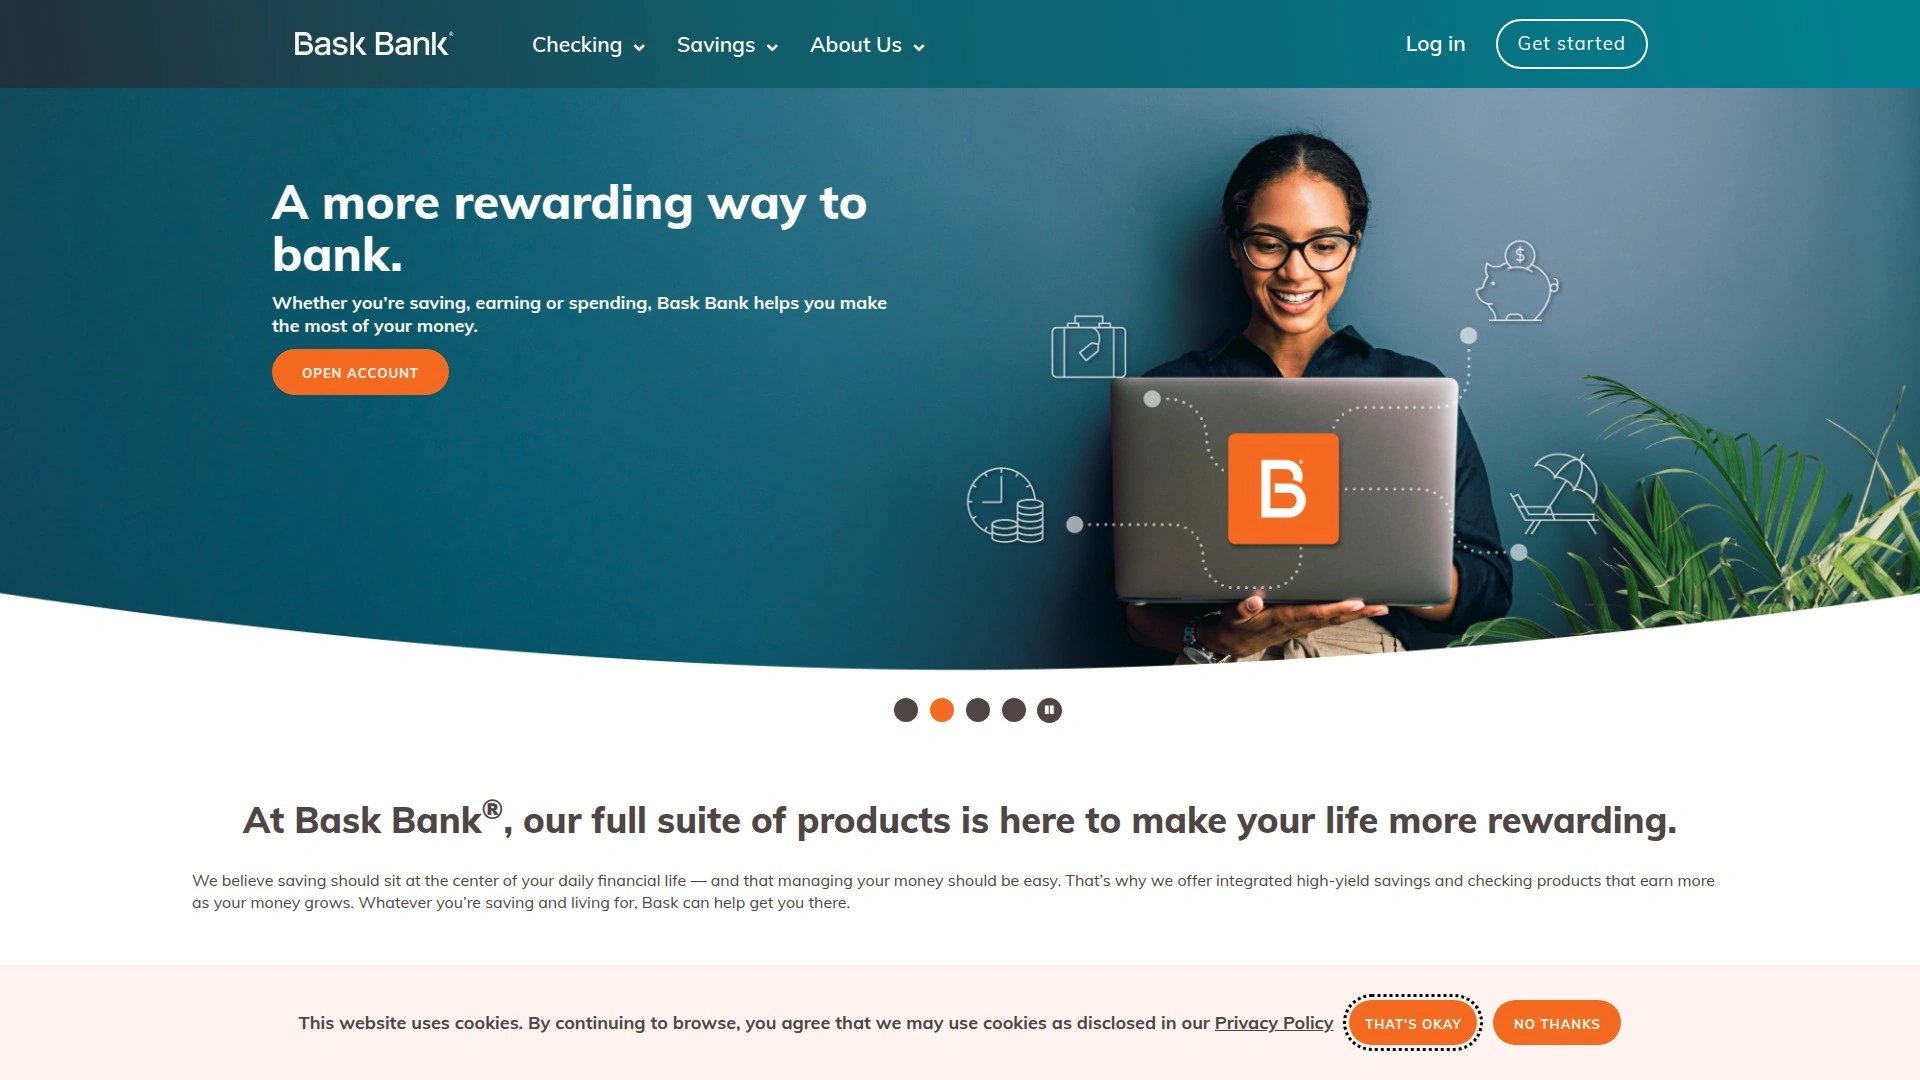 Bask Bank®
Checking
Savings
About Us
Log in
Get started
A more rewarding way to
bank.
Whether you're saving, earning or spending, Bask Bank helps you make
the most of your money.
OPEN ACCOUNT
$
B
At Bask Bank®, our full suite of products is here to make your life more rewarding.
We believe saving should sit at the center of your daily financial life — and that managing your money should be easy. That's why we offer integrated high-yield savings and checking products that earn more
as your money grows. Whatever you're saving and living for, Bask can help get you there.
This website uses cookies. By continuing to browse, you agree that we may use cookies as disclosed in our Privacy Policy
THAT'S OKAY
NO THANKS